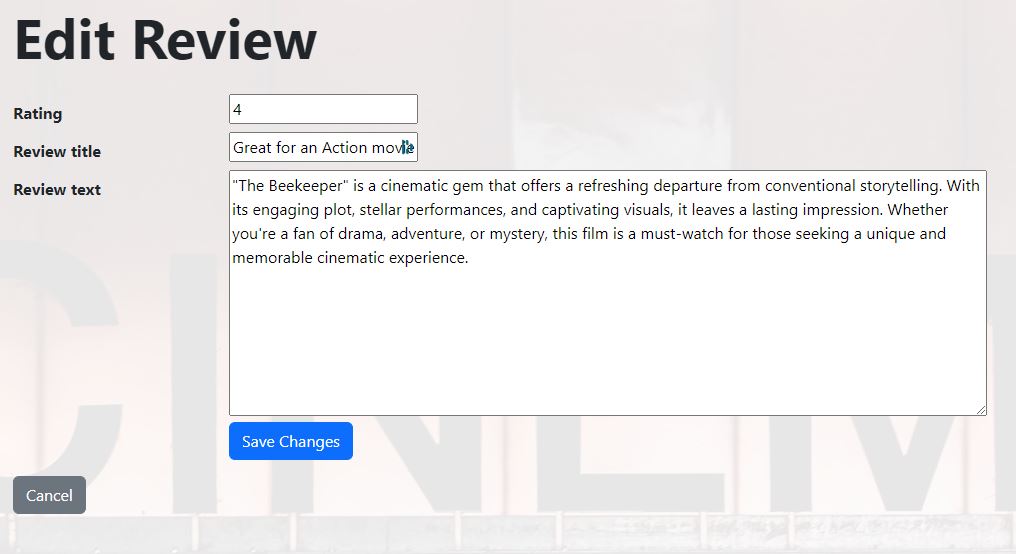 Edit Review
Rating
4
Review title
Great for an Action movie
Review text
"The Beekeeper" is a cinematic gem that offers a refreshing departure from conventional storytelling. With
its engaging plot, stellar performances, and captivating visuals, it leaves a lasting impression. Whether
you're a fan of drama, adventure, or mystery, this film is a must-watch for those seeking a unique and
memorable cinematic experience.
CINEM
Save Changes
Cancel